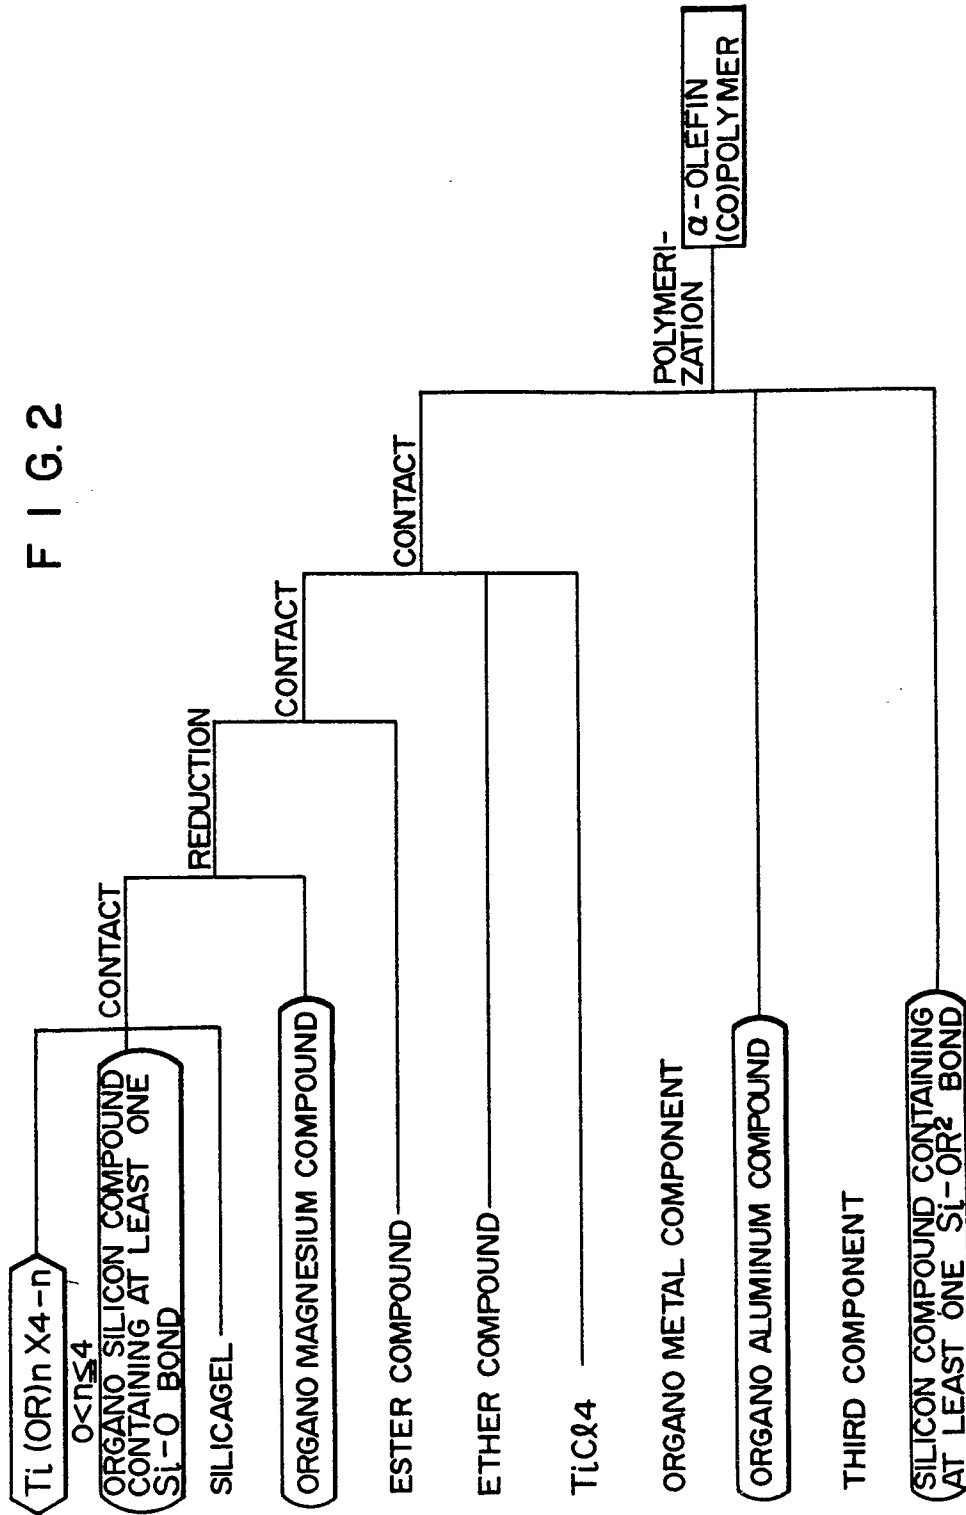 F I G. 2
Ti (OR)n X4-n
0<n≦4
ORGANO SILICON COMPOUND
CONTAINING AT LEAST ONE
Si-O BOND
SILICAGEL
CONTACT
ORGANO MAGNESIUM COMPOUND
REDUCTION
ESTER COMPOUND
CONTACT
ETHER COMPOUND
TiCℓ4
CONTACT
ORGANO METAL COMPONENT
ORGANO ALUMINUM COMPOUND
THIRD COMPONENT
SILICON COMPOUND CONTAINING
AT LEAST ONE Si-OR² BOND
POLYMERI-
ZATION
α-OLEFIN
(CO)POLYMER